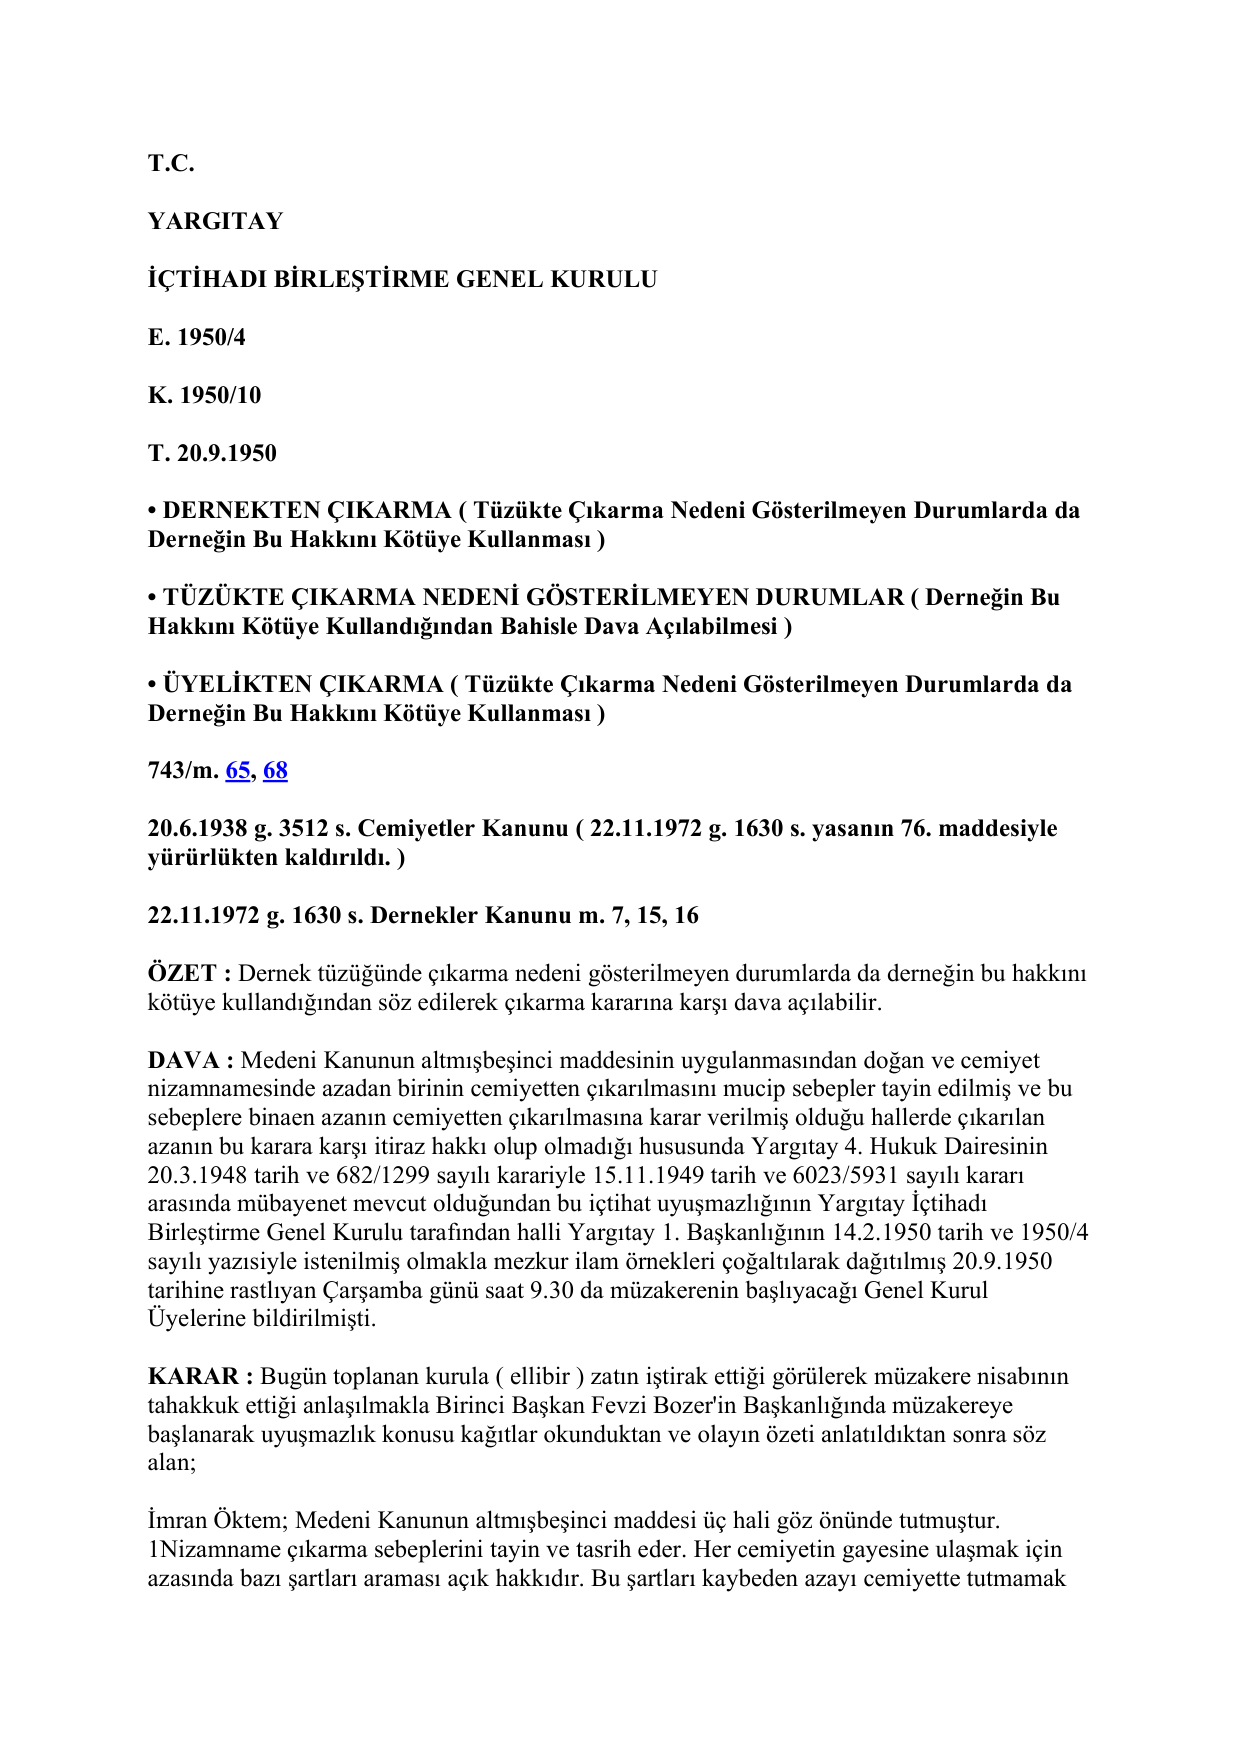 T.C.
YARGITAY
İÇTİHADI BİRLEŞTİRME GENEL KURULU
E. 1950/4
K. 1950/10
T. 20.9.1950
• DERNEKTEN ÇIKARMA ( Tüzükte Çıkarma Nedeni Gösterilmeyen Durumlarda da
Derneğin Bu Hakkını Kötüye Kullanması )
• TÜZÜKTE ÇIKARMA NEDENİ GÖSTERİLMEYEN DURUMLAR ( Derneğin Bu
Hakkını Kötüye Kullandığından Bahisle Dava Açılabilmesi )
• ÜYELİKTEN ÇIKARMA ( Tüzükte Çıkarma Nedeni Gösterilmeyen Durumlarda da
Derneğin Bu Hakkını Kötüye Kullanması )
743/m. 65, 68
20.6.1938 g. 3512 s. Cemiyetler Kanunu ( 22.11.1972 g. 1630 s. yasanın 76. maddesiyle
yürürlükten kaldırıldı. )
22.11.1972 g. 1630 s. Dernekler Kanunu m. 7, 15, 16
ÖZET : Dernek tüzüğünde çıkarma nedeni gösterilmeyen durumlarda da derneğin bu hakkını
kötüye kullandığından söz edilerek çıkarma kararına karşı dava açılabilir.
DAVA : Medeni Kanunun altmışbeşinci maddesinin uygulanmasından doğan ve cemiyet
nizamnamesinde azadan birinin cemiyetten çıkarılmasını mucip sebepler tayin edilmiş ve bu
sebeplere binaen azanın cemiyetten çıkarılmasına karar verilmiş olduğu hallerde çıkarılan
azanın bu karara karşı itiraz hakkı olup olmadığı hususunda Yargıtay 4. Hukuk Dairesinin
20.3.1948 tarih ve 682/1299 sayılı karariyle 15.11.1949 tarih ve 6023/5931 sayılı kararı
arasında mübayenet mevcut olduğundan bu içtihat uyuşmazlığının Yargıtay İçtihadı
Birleştirme Genel Kurulu tarafından halli Yargıtay 1. Başkanlığının 14.2.1950 tarih ve 1950/4
sayılı yazısiyle istenilmiş olmakla mezkur ilam örnekleri çoğaltılarak dağıtılmış 20.9.1950
tarihine rastlıyan Çarşamba günü saat 9.30 da müzakerenin başlıyacağı Genel Kurul
Üyelerine bildirilmişti.
KARAR : Bugün toplanan kurula ( ellibir ) zatın iştirak ettiği görülerek müzakere nisabının
tahakkuk ettiği anlaşılmakla Birinci Başkan Fevzi Bozer'in Başkanlığında müzakereye
başlanarak uyuşmazlık konusu kağıtlar okunduktan ve olayın özeti anlatıldıktan sonra söz
alan;
İmran Öktem; Medeni Kanunun altmışbeşinci maddesi üç hali göz önünde tutmuştur.
1Nizamname çıkarma sebeplerini tayin ve tasrih eder. Her cemiyetin gayesine ulaşmak için
azasında bazı şartları araması açık hakkıdır. Bu şartları kaybeden azayı cemiyette tutmamak